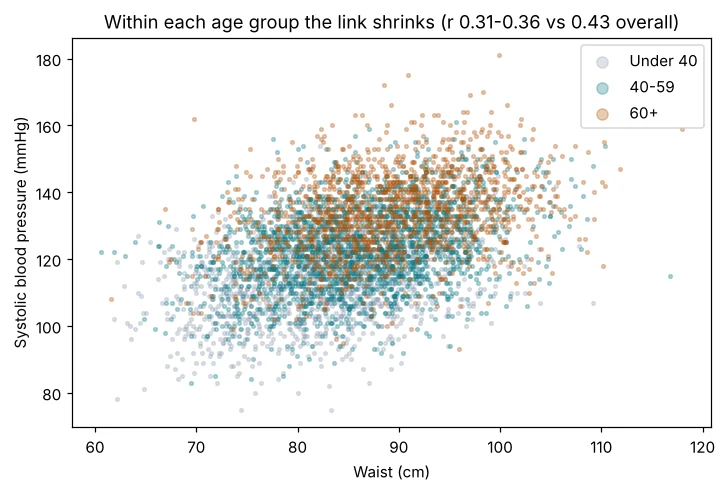 Within each age group the link shrinks (r 0.31-0.36 vs 0.43 overall)
Under 40
40-59
60+
Systolic blood pressure (mmHg)
180
160
140
120
100
80
60 70 80 90 100 110 120
Waist (cm)